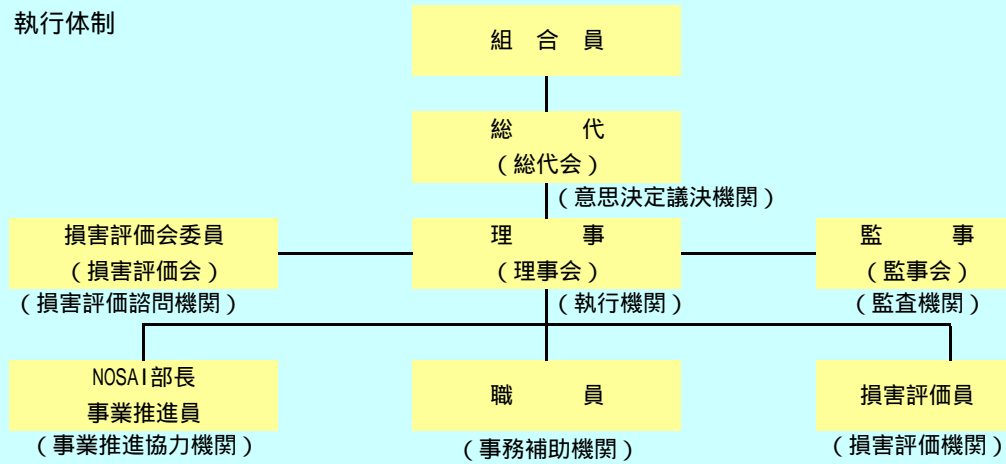 執行体制
組　合　員
総　　代
（総代会）
（意思決定議決機関）
損害評価会委員
（損害評価会）
（損害評価諮問機関）
理　　事
（理事会）
（執行機関）
監　　事
（監事会）
（監査機関）
NOSAI部長
事業推進員
（事業推進協力機関）
職　　員
（事務補助機関）
損害評価員
（損害評価機関）